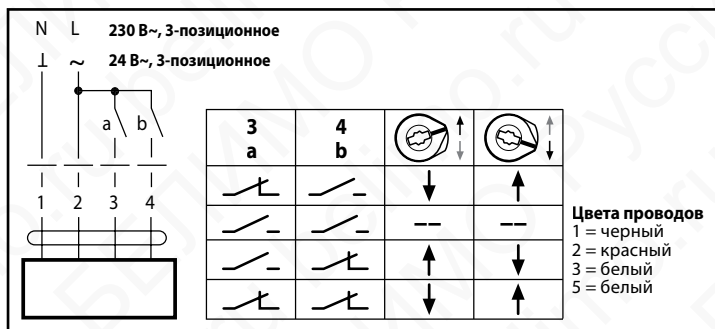 N L 230 В~, 3-позиционное
⊥ ~ 24 В~, 3-позиционное
a b
3 4
a b
1 2 3 4
-- --
Цвета проводов
1 = черный
2 = красный
3 = белый
5 = белый